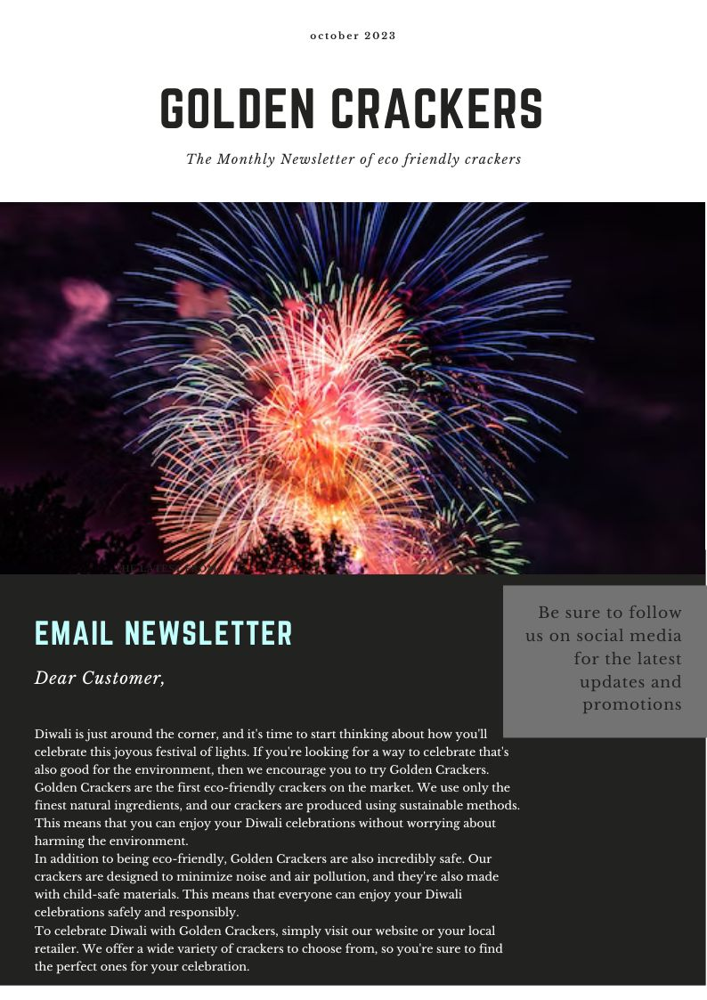 october 2023
GOLDEN CRACKERS
The Monthly Newsletter of eco friendly crackers
THE LATEST FROM
EMAIL NEWSLETTER
Dear Customer,
Be sure to follow
us on social media
for the latest
updates and
promotions
Diwali is just around the corner, and it's time to start thinking about how you'll
celebrate this joyous festival of lights. If you're looking for a way to celebrate that's
also good for the environment, then we encourage you to try Golden Crackers.
Golden Crackers are the first eco-friendly crackers on the market. We use only the
finest natural ingredients, and our crackers are produced using sustainable methods.
This means that you can enjoy your Diwali celebrations without worrying about
harming the environment.
In addition to being eco-friendly, Golden Crackers are also incredibly safe. Our
crackers are designed to minimize noise and air pollution, and they're also made
with child-safe materials. This means that everyone can enjoy your Diwali
celebrations safely and responsibly.
To celebrate Diwali with Golden Crackers, simply visit our website or your local
retailer. We offer a wide variety of crackers to choose from, so you're sure to find
the perfect ones for your celebration.